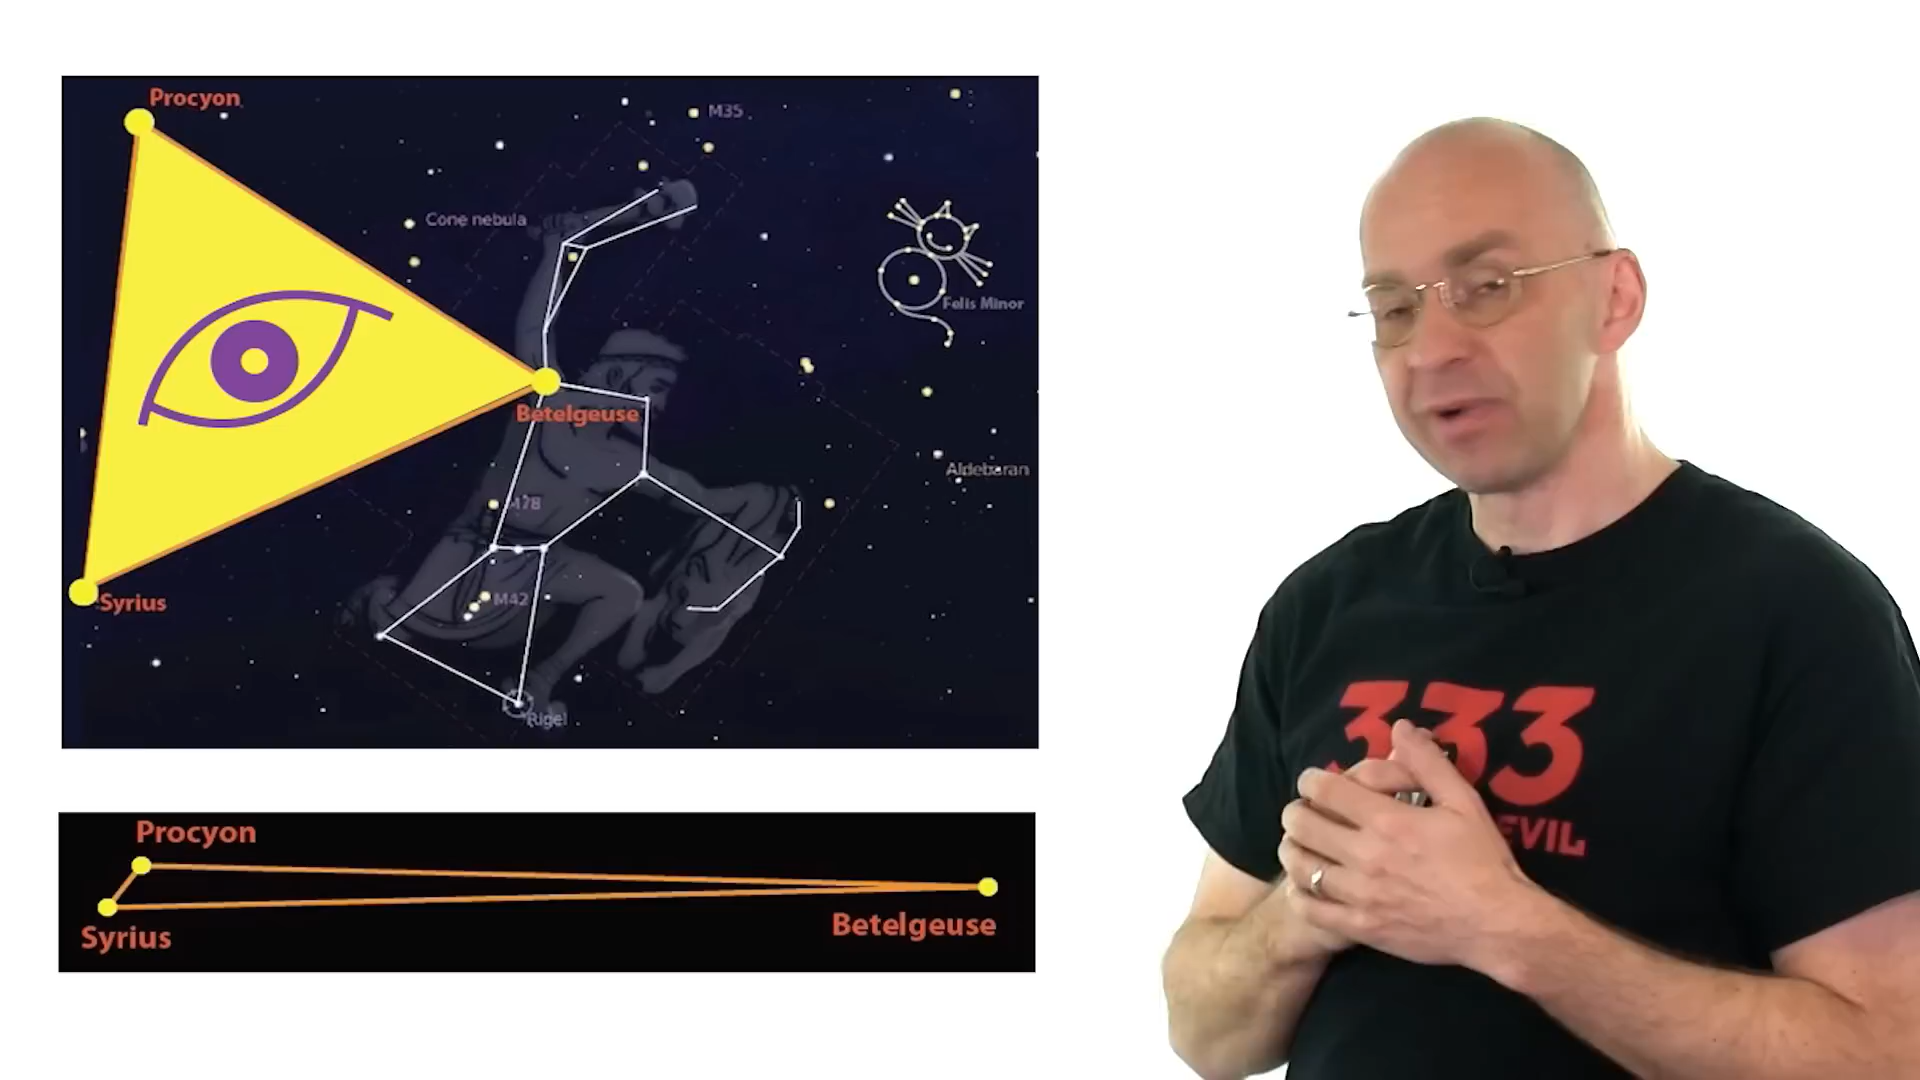 Procyon
M35
Cone nebula
Felis Minor
Betelgeuse
Aldebaran
M78
M42
Syrius
Rigel
Procyon
Syrius
Betelgeuse
333
EVIL